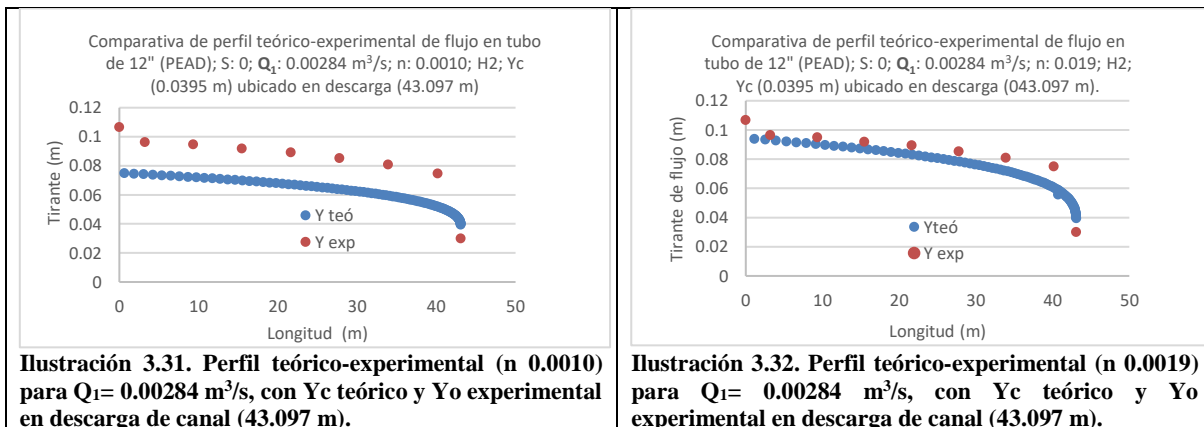 Comparativa de perfil teórico-experimental de flujo en tubo
de 12" (PEAD); S: 0; Q₁: 0.00284 m³/s; n: 0.0010; H2; Yc
(0.0395 m) ubicado en descarga (43.097 m)
0.12
0.1
0.08
0.06
0.04
0.02
0
Tirante (m)
Y teó
Y exp
0
10
20
30
40
50
Longitud (m)
Ilustración 3.31. Perfil teórico-experimental (n 0.0010)
para Q₁= 0.00284 m³/s, con Yc teórico y Yo experimental
en descarga de canal (43.097 m).
Comparativa de perfil teórico-experimental de flujo en
tubo de 12" (PEAD); S: 0; Q₁: 0.00284 m³/s; n: 0.019; H2;
Yc (0.0395 m) ubicado en descarga (043.097 m).
0.12
0.1
0.08
0.06
0.04
0.02
0
Tirante de flujo (m)
Yteó
Y exp
0
10
20
30
40
50
Longitud (m)
Ilustración 3.32. Perfil teórico-experimental (n 0.0019)
para Q₁= 0.00284 m³/s, con Yc teórico y Yo
experimental en descarga de canal (43.097 m).